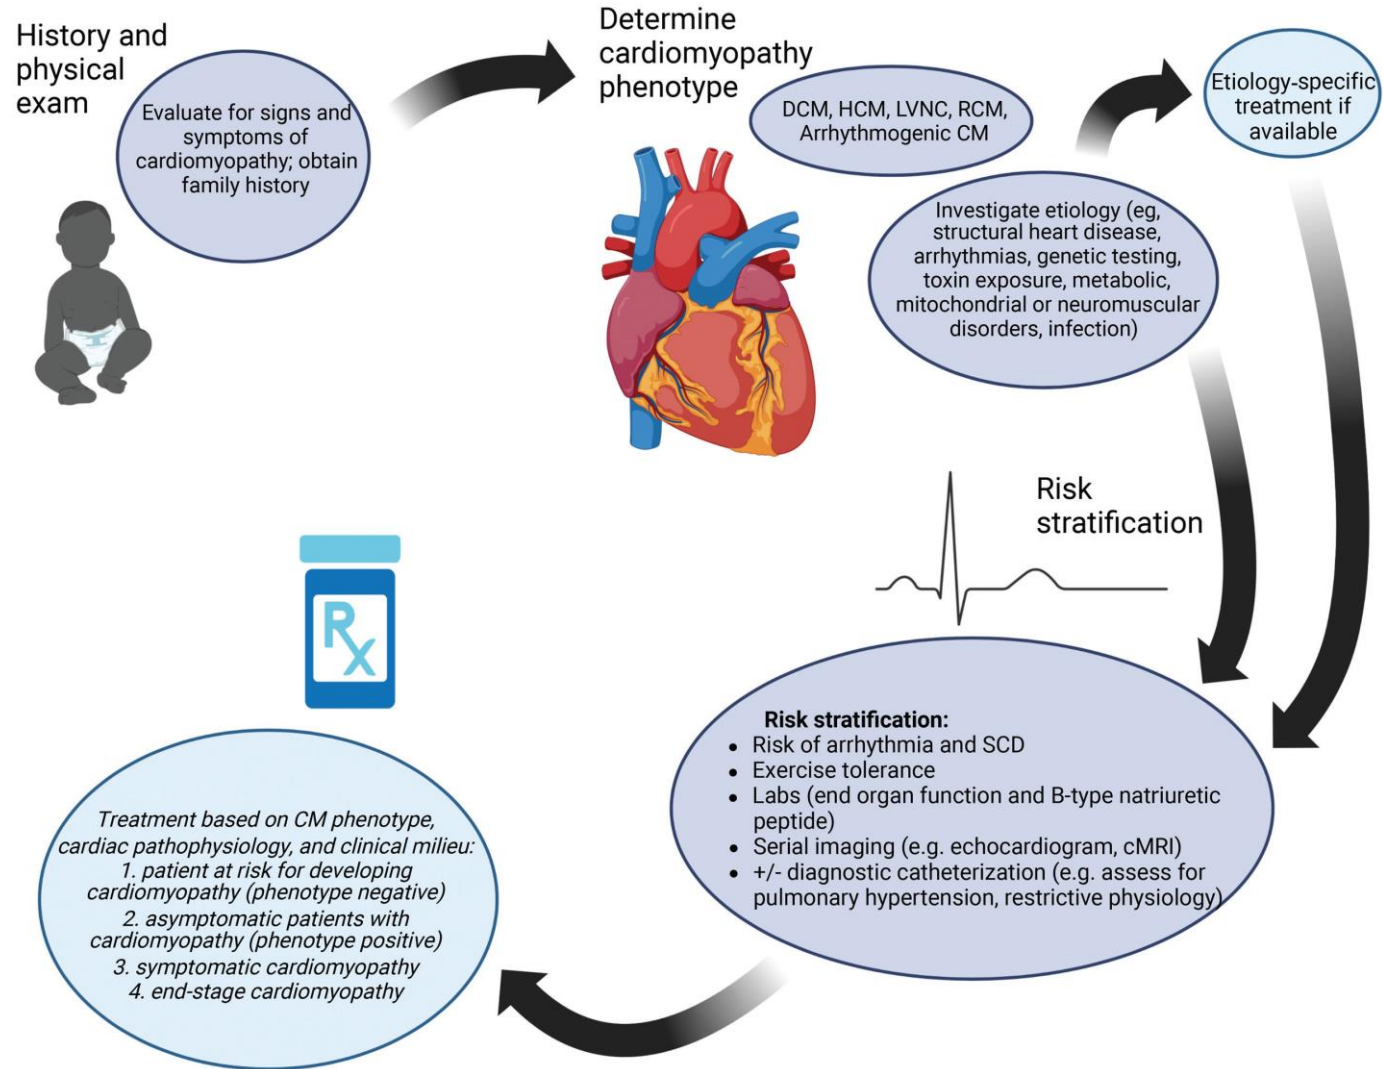 History and
physical
exam
Evaluate for signs and
symptoms of
cardiomyopathy; obtain
family history
Determine
cardiomyopathy
phenotype
DCM, HCM, LVNC, RCM,
Arrhythmogenic CM
Investigate etiology (eg,
structural heart disease,
arrhythmias, genetic testing,
toxin exposure, metabolic,
mitochondrial or neuromuscular
disorders, infection)
Etiology-specific
treatment if
available
Risk
stratification
Risk stratification:
• Risk of arrhythmia and SCD
• Exercise tolerance
• Labs (end organ function and B-type natriuretic
peptide)
• Serial imaging (e.g. echocardiogram, cMRI)
• +/- diagnostic catheterization (e.g. assess for
pulmonary hypertension, restrictive physiology)
Rx
Treatment based on CM phenotype,
cardiac pathophysiology, and clinical milieu:
1. patient at risk for developing
cardiomyopathy (phenotype negative)
2. asymptomatic patients with
cardiomyopathy (phenotype positive)
3. symptomatic cardiomyopathy
4. end-stage cardiomyopathy